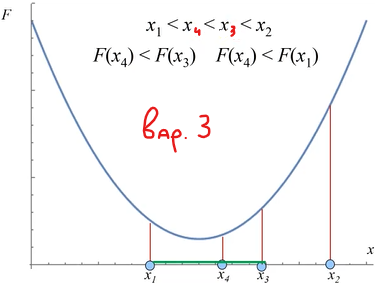 F
x₁ < x₄ < x₃ < x₂
F(x₄) < F(x₃) F(x₄) < F(x₁)
вар. 3
x
x₁ x₄ x₃ x₂